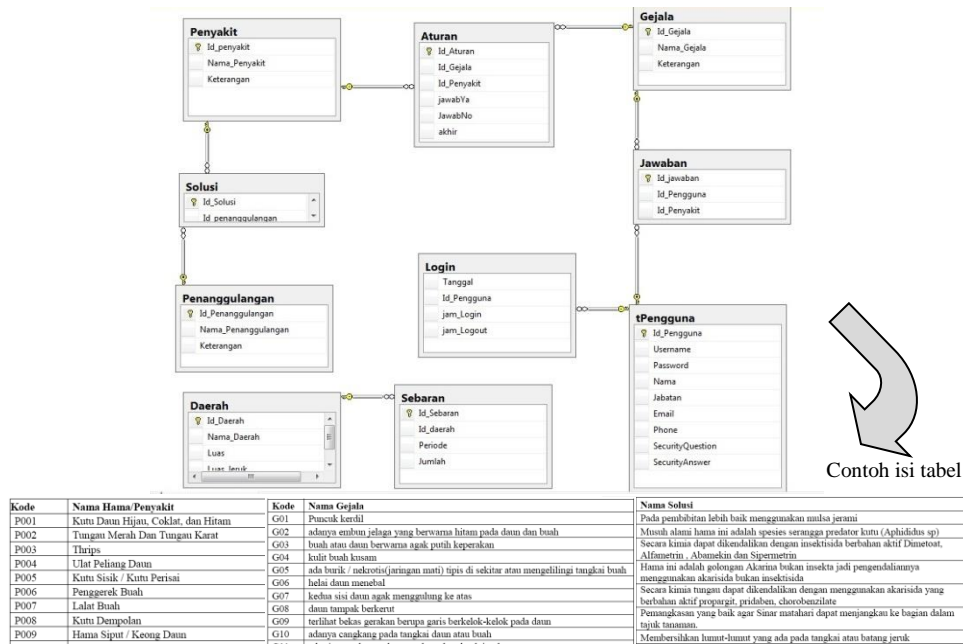 Penyakit
Id_penyakit
Nama_Penyakit
Keterangan
Aturan
Id_Aturan
Id_Gejala
Id_Penyakit
jawabYa
JawabNo
akhir
Gejala
Id_Gejala
Nama_Gejala
Keterangan
Solusi
Id_Solusi
Id_penanggulangan
Jawaban
Id_jawaban
Id_Pengguna
Id_Penyakit
Penanggulangan
Id_Penanggulangan
Nama_Penanggulangan
Keterangan
Login
Tanggal
Id_Pengguna
jam_Login
jam_Logout
tPengguna
Id_Pengguna
Username
Password
Nama
Jabatan
Email
Phone
SecurityQuestion
SecurityAnswer
Daerah
Id_Daerah
Nama_Daerah
Luas
Luas_Jeruk
Sebaran
Id_Sebaran
Id_daerah
Periode
Jumlah
Contoh isi tabel
Kode Nama Hama/Penyakit
P001 Kutu Daun Hijau, Coklat, dan Hitam
P002 Tungau Merah Dan Tungau Karat
P003 Thrips
P004 Ulat Peliang Daun
P005 Kutu Sisik / Kutu Perisai
P006 Penggerek Buah
P007 Lalat Buah
P008 Kutu Dempolan
P009 Hama Siput / Keong Daun
Kode Nama Gejala
G01 Puncuk kerdil
G02 adanya embun jelaga yang berwarna hitam pada daun dan buah
G03 buah atau daun berwarna agak putih keperakan
G04 kulit buah kusam
G05 ada burik / nekrotis(jaringan mati) tipis di sekitar atau mengelilingi tangkai buah
G06 helai daun menebal
G07 kedua sisi daun agak menggulung ke atas
G08 daun tampak berkerut
G09 terlihat bekas gerakan berupa garis berkelok-kelok pada daun
G10 adanya cangkang pada tangkai daun atau buah
Nama Solusi
Pada pembibitan lebih baik menggunakan mulsa jerami
Musuh alami hama ini adalah spesies serangga predator kutu (Aphididus sp)
Secara kimia dapat dikendalikan dengan insektisida berbahan aktif Dimetoat,
Alfametrin , Abamekin dan Sipermetrin
Hama ini adalah golongan Akarina bukan insekta jadi pengendaliannya
menggunakan akarisida bukan insektisida
Secara kimia tungau dapat dikendalikan dengan menggunakan akarisida yang
berbahan aktif propargit, pridaben, chorobenzilate
Pemangkasan yang baik agar Sinar matahari dapat menjangkau ke bagian dalam
tajuk tanaman.
Membersihkan lumut-lumut yang ada pada tangkai atau batang jeruk